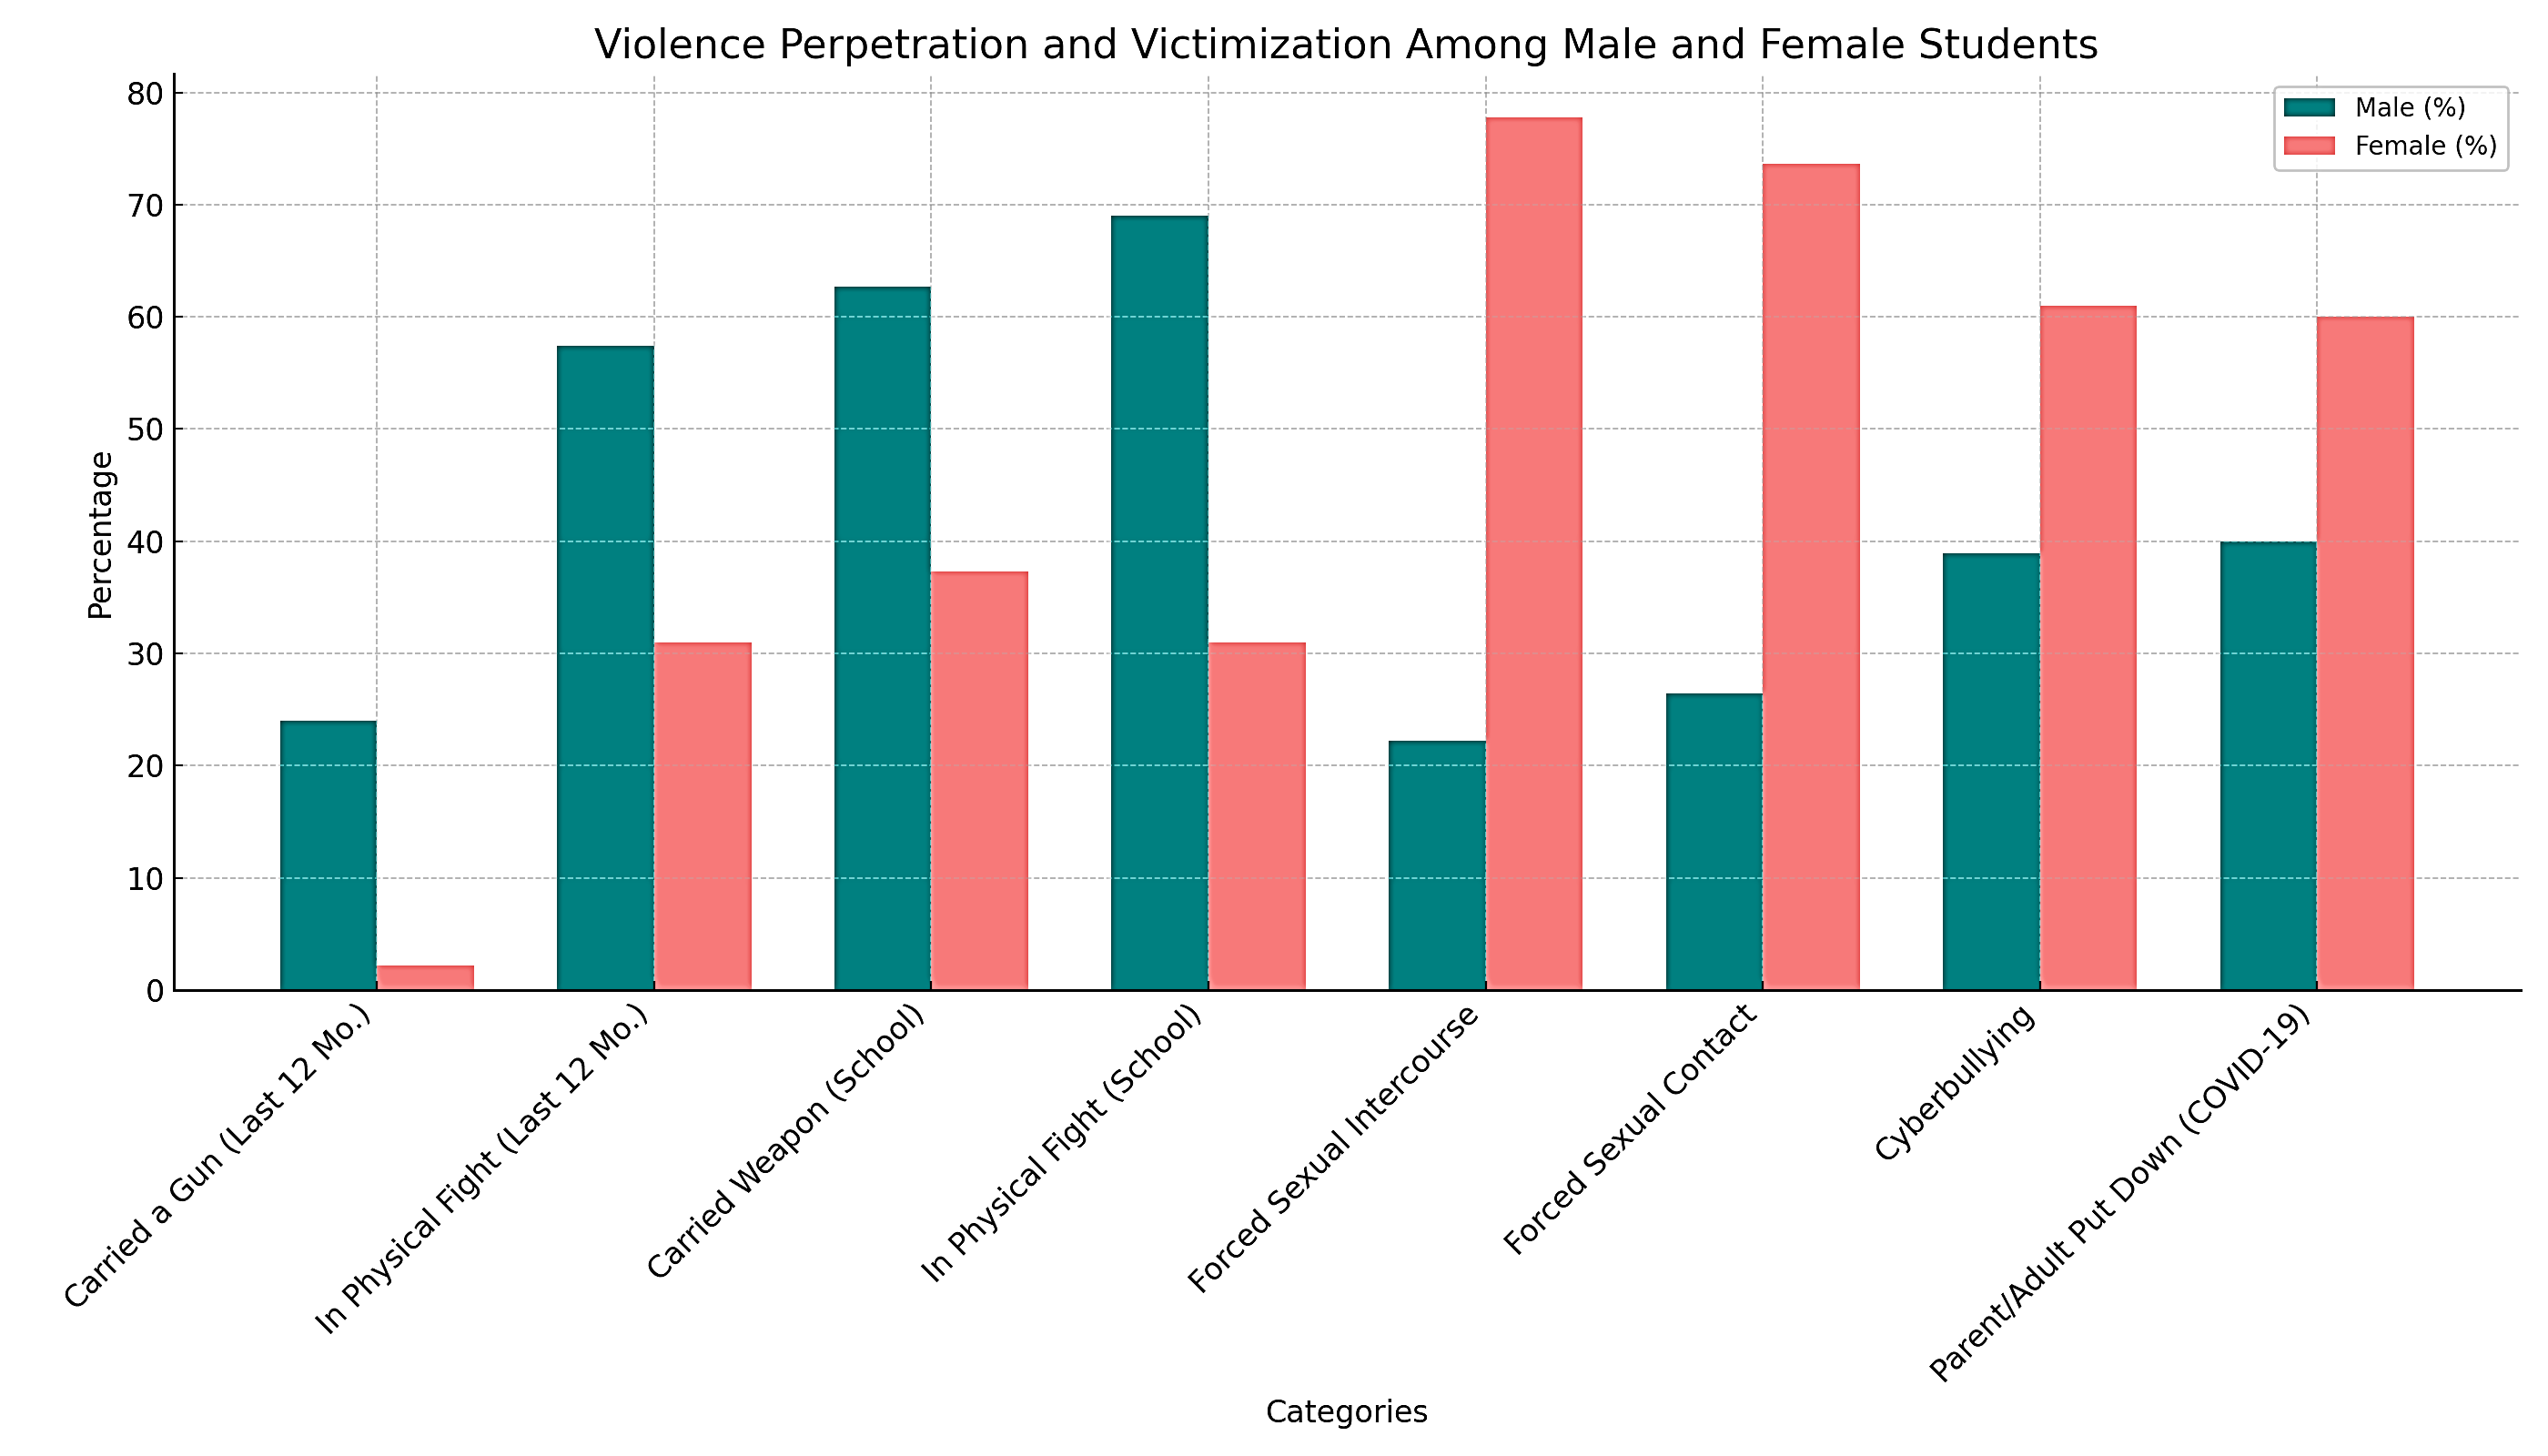 Violence Perpetration and Victimization Among Male and Female Students
Male (%)
Female (%)
Percentage
80
70
60
50
40
30
20
10
0
Carried a Gun (Last 12 Mo.)
In Physical Fight (Last 12 Mo.)
Carried Weapon (School)
In Physical Fight (School)
Forced Sexual Intercourse
Forced Sexual Contact
Cyberbullying
Parent/Adult Put Down (COVID-19)
Categories